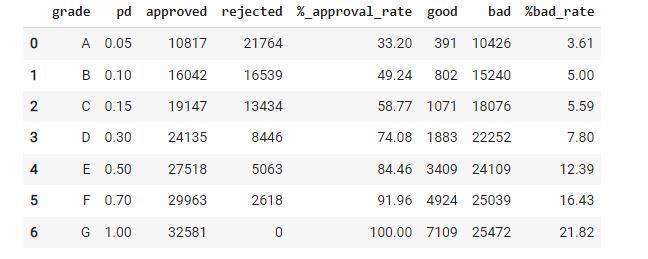 grade pd approved rejected %_approval_rate good bad %bad_rate
0 A 0.05 10817 21764 33.20 391 10426 3.61
1 B 0.10 16042 16539 49.24 802 15240 5.00
2 C 0.15 19147 13434 58.77 1071 18076 5.59
3 D 0.30 24135 8446 74.08 1883 22252 7.80
4 E 0.50 27518 5063 84.46 3409 24109 12.39
5 F 0.70 29963 2618 91.96 4924 25039 16.43
6 G 1.00 32581 0 100.00 7109 25472 21.82